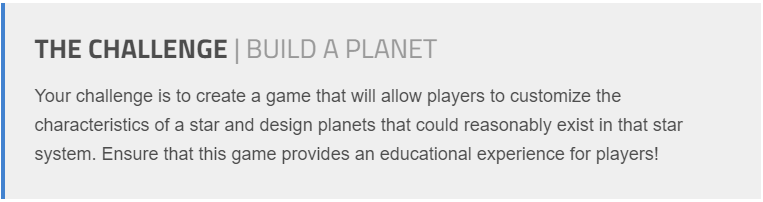 THE CHALLENGE | BUILD A PLANET
Your challenge is to create a game that will allow players to customize the
characteristics of a star and design planets that could reasonably exist in that star
system. Ensure that this game provides an educational experience for players!